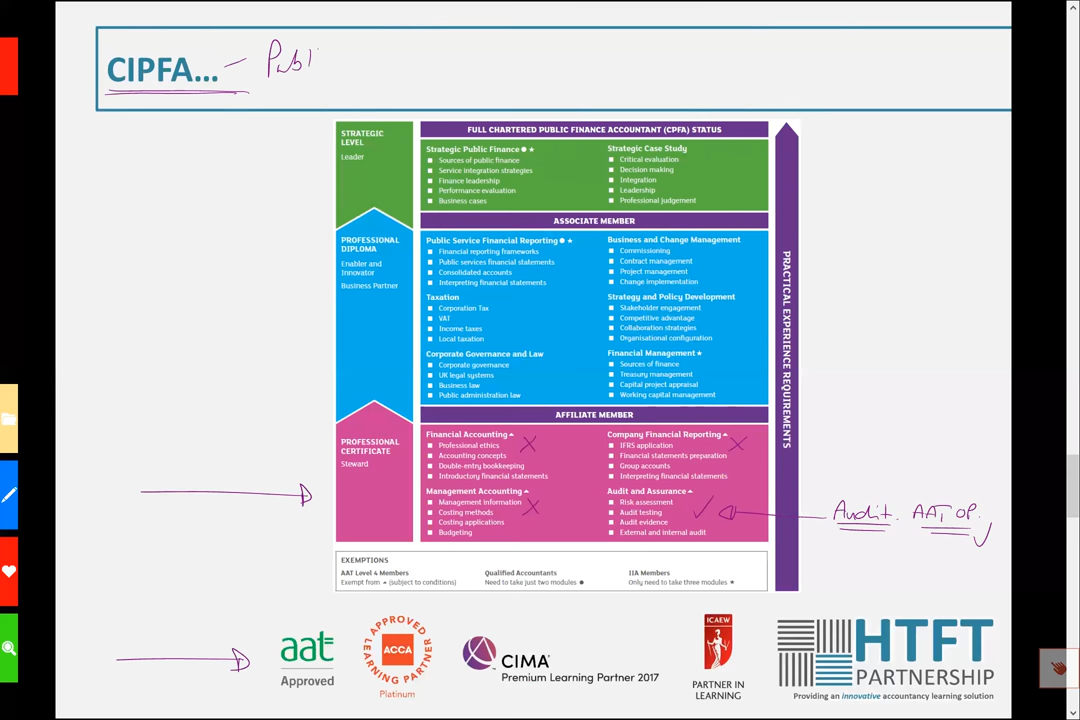 CIPFA... - Publ
STRATEGIC
LEVEL
Leader
FULL CHARTERED PUBLIC FINANCE ACCOUNTANT (CPFA) STATUS
Strategic Public Finance ● ★
Sources of public finance
Service integration strategies
Finance leadership
Performance evaluation
Business cases
Strategic Case Study
Critical evaluation
Decision making
Integration
Leadership
Professional judgement
ASSOCIATE MEMBER
PROFESSIONAL
DIPLOMA
Enabler and
Innovator
Business Partner
Public Service Financial Reporting ● ★
Financial reporting frameworks
Public services financial statements
Consolidated accounts
Interpreting financial statements
Taxation
Corporation Tax
VAT
Income taxes
Local taxation
Corporate Governance and Law
Corporate governance
UK legal systems
Business law
Public administration law
Business and Change Management
Commissioning
Contract management
Project management
Change implementation
Strategy and Policy Development
Stakeholder engagement
Competitive advantage
Collaboration strategies
Organisational configuration
Financial Management ★
Sources of finance
Treasury management
Capital project appraisal
Working capital management
AFFILIATE MEMBER
PROFESSIONAL
CERTIFICATE
Steward
Financial Accounting
Professional ethics
Accounting concepts
Double-entry bookkeeping
Introductory financial statements
Management Accounting
Management information
Costing methods
Costing applications
Budgeting
Company Financial Reporting
IFRS application
Financial statements preparation
Group accounts
Interpreting financial statements
Audit and Assurance
Risk assessment
Audit testing
Audit evidence
External and internal audit
PRACTICAL EXPERIENCE REQUIREMENTS
Audit. AAT OP.
EXEMPTIONS
AAT Level 4 Members
Exempt from ▲ (subject to conditions)
Qualified Accountants
Need to take just two modules ●
IIA Members
Only need to take three modules ★
aat
Approved
APPROVED LEARNING PARTNER
ACCA
Platinum
CIMA
Premium Learning Partner 2017
ICAEW
PARTNER IN
LEARNING
HTFT
PARTNERSHIP
Providing an innovative accountancy learning solution